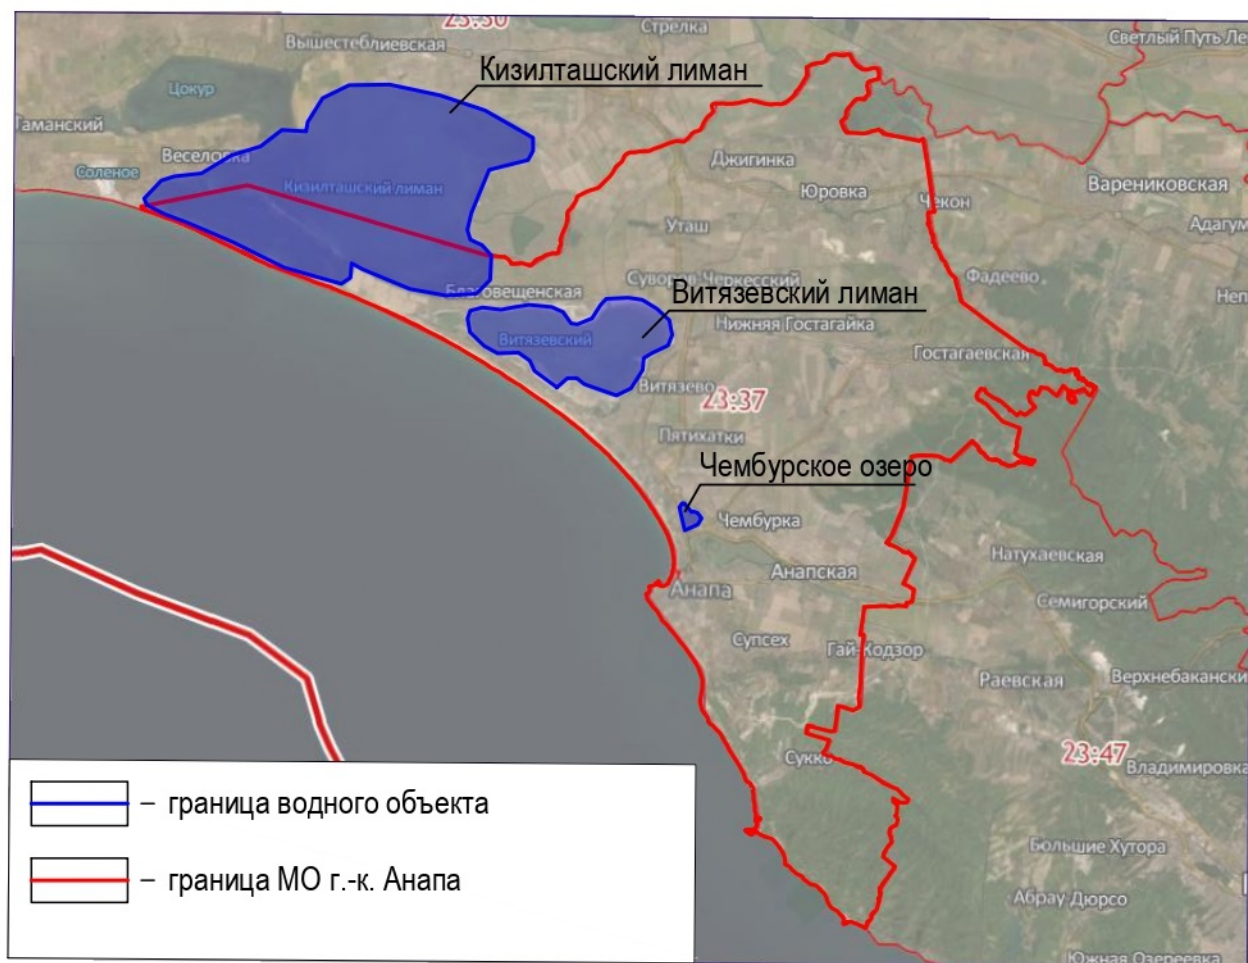 23:30
Стрелка
Светлый Путь Ле
Вышестеблиевская
Кизилташский лиман
Цокур
Таманский
Веселовка
Джигинка
Соленое
Кизилташский лиман
Юровка
Варениковская
Чекон
Уташ
Адагум
Суворов-Черкесский
Фадеево
Благовещенская
Витязевский лиман
Неп
Нижняя Гостагайка
Витязевский
Гостагаевская
Витязево
23:37
Пятихатки
Чембурское озеро
Чембурка
Натухаевская
Анапская
Анапа
Семигорский
Супсех
Гай-Кодзор
Раевская
Верхнебакански
Сукко
23:47
Владимировка
– граница водного объекта
Большие Хутора
– граница МО г.-к. Анапа
Абрау-Дюрсо
Южная Озереевка